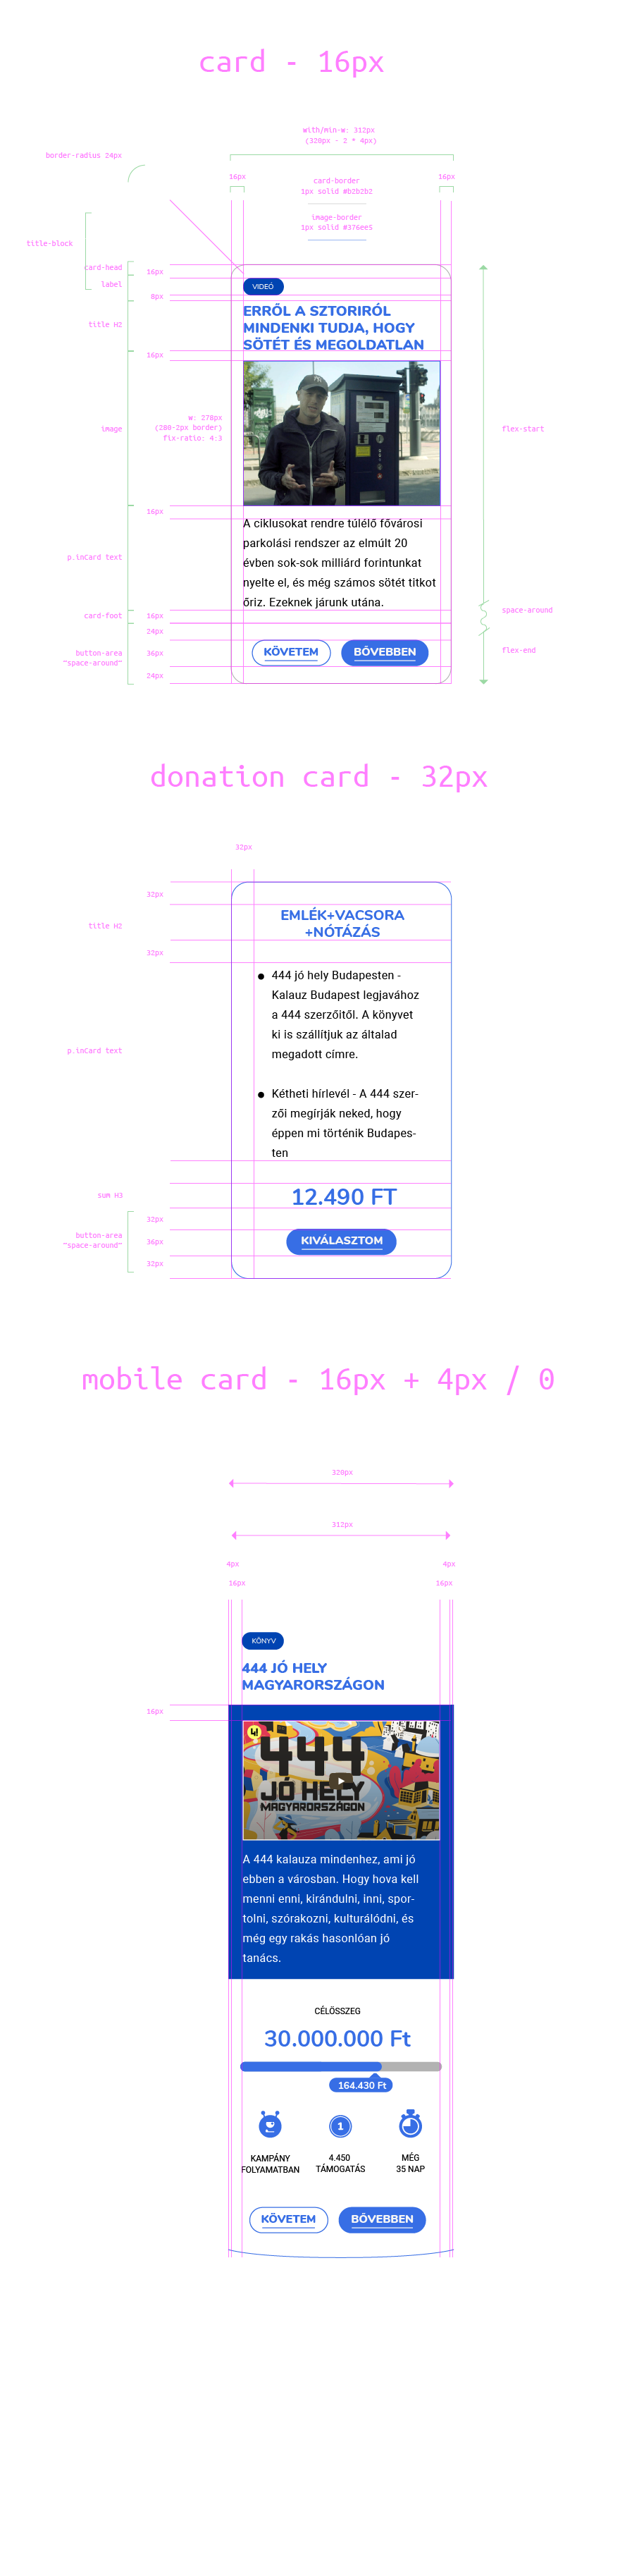 card - 16px
with/min-w: 312px
(320px - 2 * 4px)
border-radius 24px
16px
16px
card-border
1px solid #b2b2b2
image-border
1px solid #376ee5
title-block
card-head
16px
label
8px
VIDEÓ
title H2
ERRŐL A SZTORIRÓL
MINDENKI TUDJA, HOGY
SÖTÉT ÉS MEGOLDATLAN
16px
w: 278px
(280-2px border)
fix-ratio: 4:3
image
flex-start
16px
A ciklusokat rendre túlélő fővárosi
parkolási rendszer az elmúlt 20
évben sok-sok milliárd forintunkat
nyelte el, és még számos sötét titkot
őriz. Ezeknek járunk utána.
p.inCard text
card-foot
16px
space-around
24px
button-area
"space-around"
36px
KÖVETEM
BŐVEBBEN
flex-end
24px
donation card - 32px
32px
32px
title H2
EMLÉK+VACSORA
+NÓTÁZÁS
32px
444 jó hely Budapesten -
Kalauz Budapest legjavához
a 444 szerzőitől. A könyvet
ki is szállítjuk az általad
megadott címre.
p.inCard text
Kétheti hírlevél - A 444 szer-
zői megírják neked, hogy
éppen mi történik Budapes-
ten
sum H3
12.490 FT
32px
button-area
"space-around"
36px
KIVÁLASZTOM
32px
mobile card - 16px + 4px / 0
320px
312px
4px
4px
16px
16px
KÖNYV
444 JÓ HELY
MAGYARORSZÁGON
16px
444
JÓ HELY
MAGYARORSZÁGON
A 444 kalauza mindenhez, ami jó
ebben a városban. Hogy hova kell
menni enni, kirándulni, inni, spor-
tolni, szórakozni, kulturálódni, és
még egy rakás hasonlóan jó
tanács.
CÉLÖSSZEG
30.000.000 Ft
164.430 Ft
1
KAMPÁNY
FOLYAMATBAN
4.450
TÁMOGATÁS
MÉG
35 NAP
KÖVETEM
BŐVEBBEN